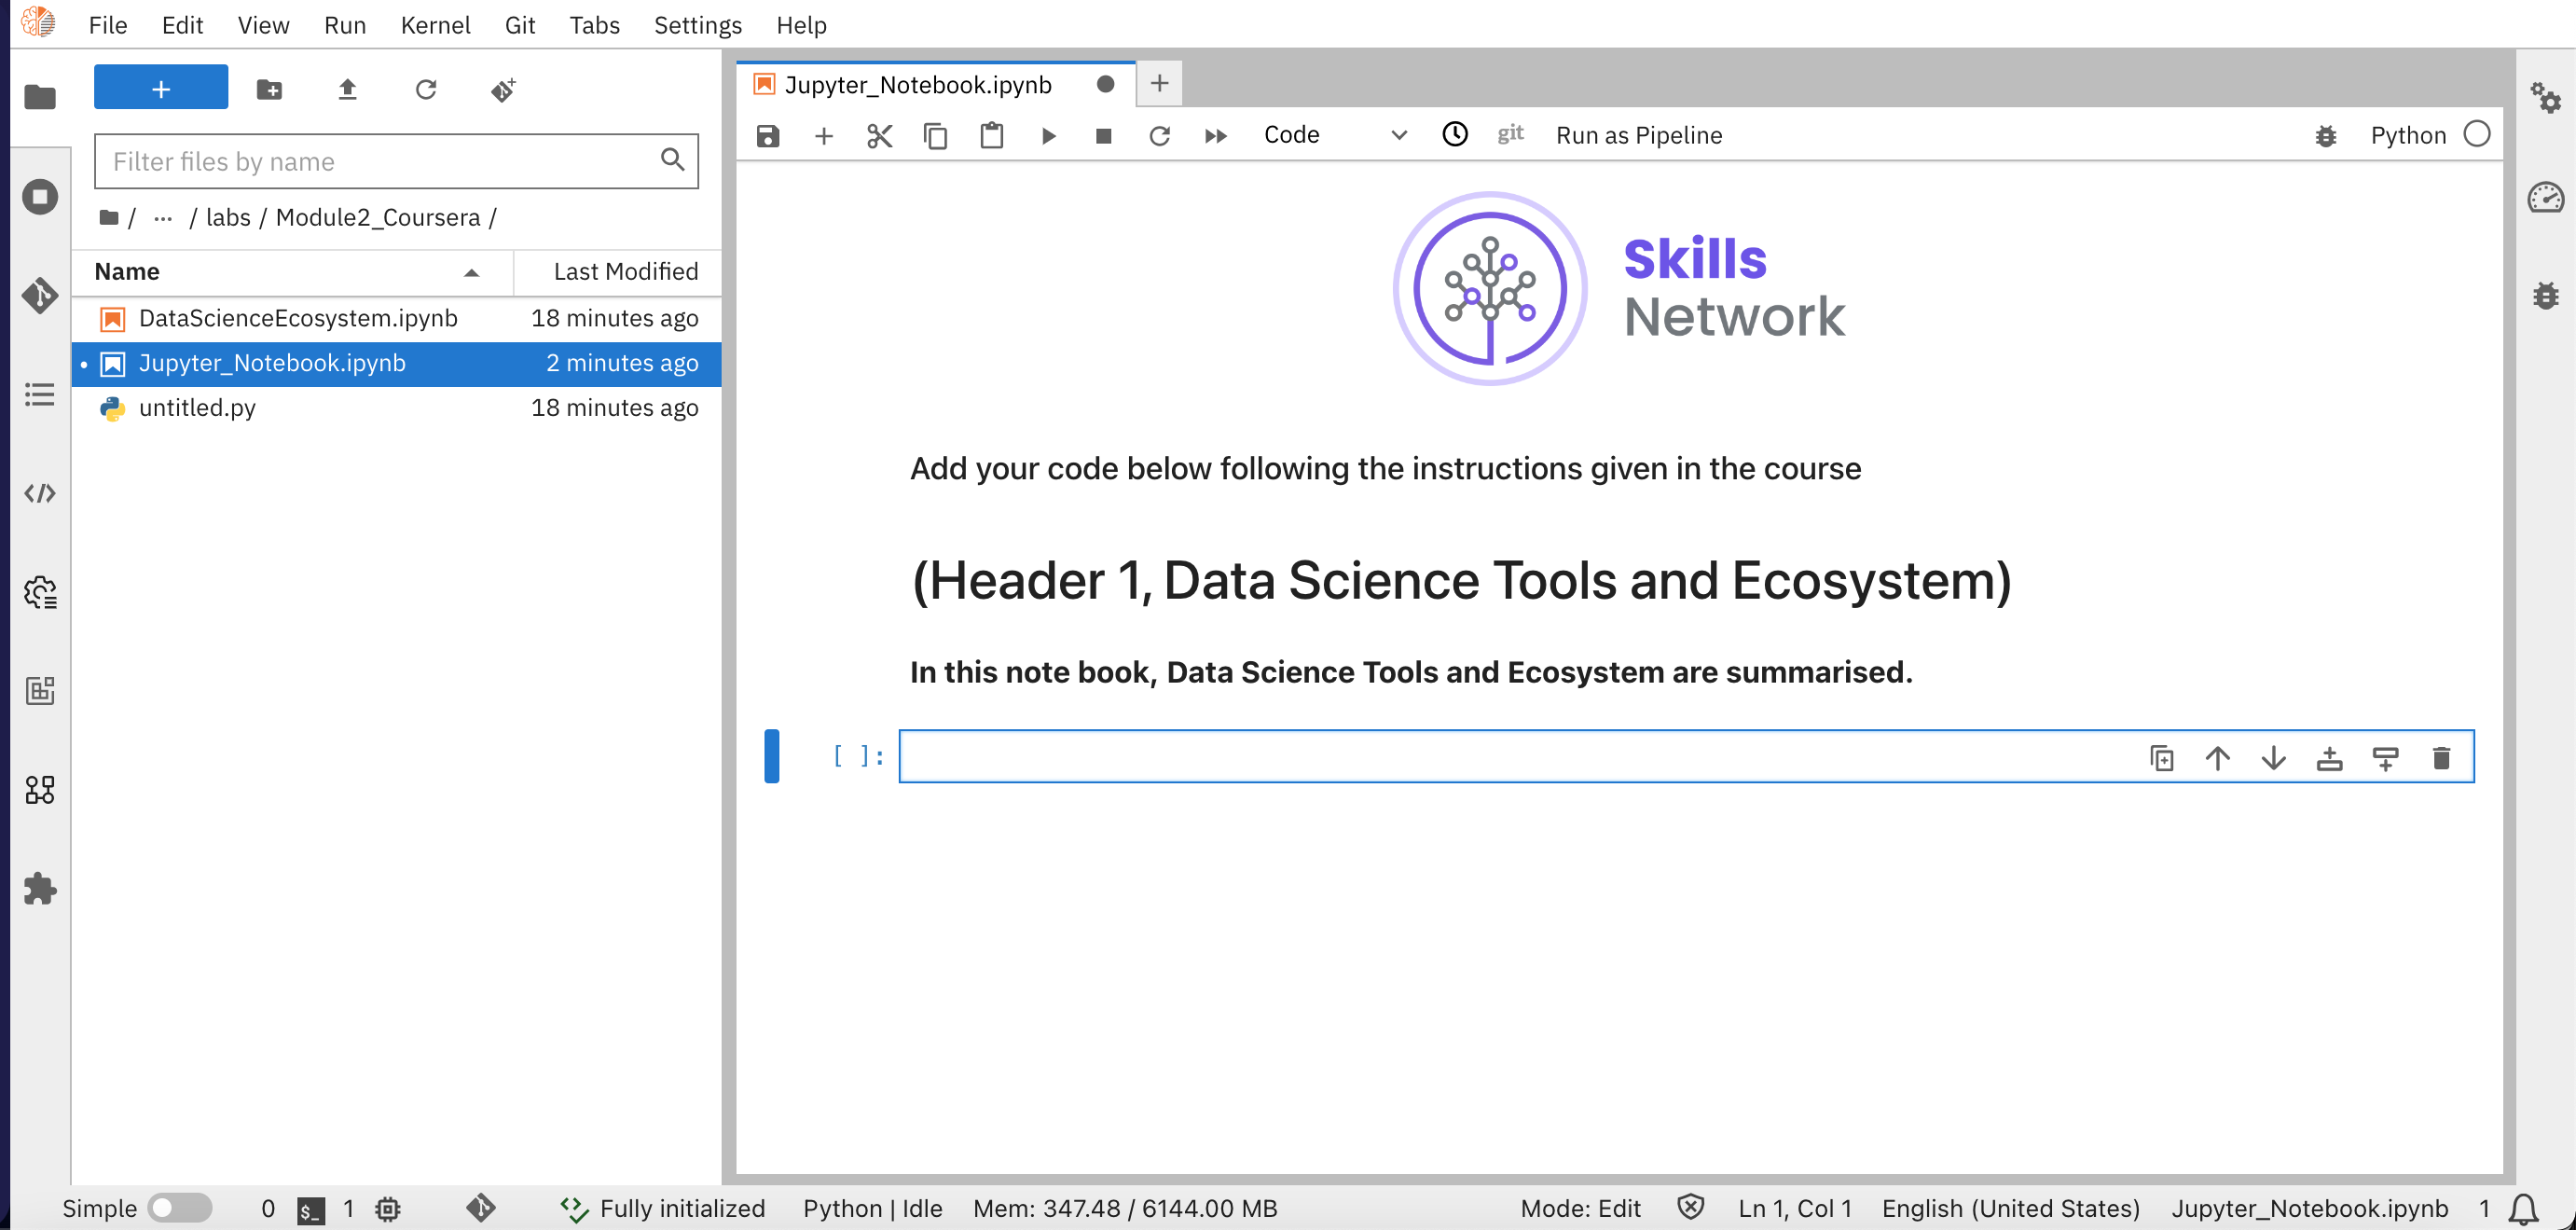 File Edit View Run Kernel Git Tabs Settings Help
Filter files by name
/ ... / labs / Module2_Coursera /
Name Last Modified
DataScienceEcosystem.ipynb 18 minutes ago
Jupyter_Notebook.ipynb 2 minutes ago
untitled.py 18 minutes ago
Jupyter_Notebook.ipynb
Code git Run as Pipeline Python
Skills
Network
Add your code below following the instructions given in the course
(Header 1, Data Science Tools and Ecosystem)
In this note book, Data Science Tools and Ecosystem are summarised.
[ ]:
Simple 0 $_ 1 Fully initialized Python | Idle Mem: 347.48 / 6144.00 MB Mode: Edit Ln 1, Col 1 English (United States) Jupyter_Notebook.ipynb 1